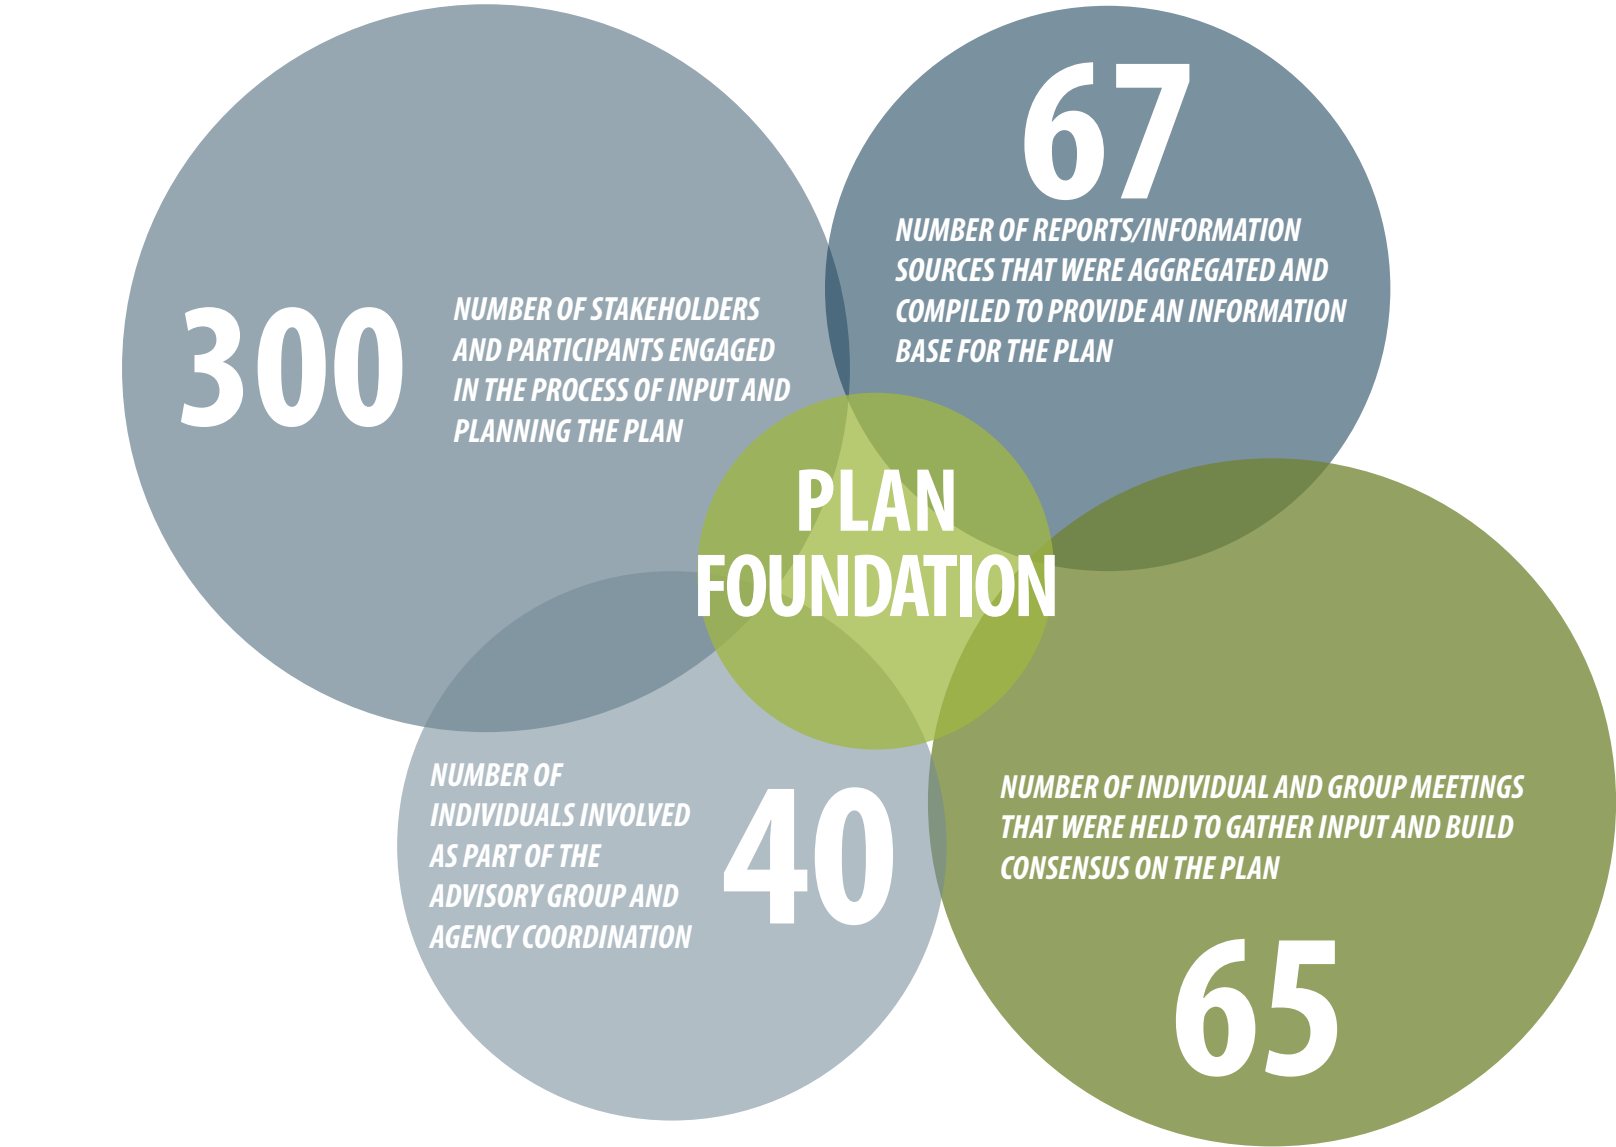 67
NUMBER OF REPORTS/INFORMATION
SOURCES THAT WERE AGGREGATED AND
COMPILED TO PROVIDE AN INFORMATION
BASE FOR THE PLAN
300
NUMBER OF STAKEHOLDERS
AND PARTICIPANTS ENGAGED
IN THE PROCESS OF INPUT AND
PLANNING THE PLAN
PLAN
FOUNDATION
NUMBER OF
INDIVIDUALS INVOLVED
AS PART OF THE
ADVISORY GROUP AND
AGENCY COORDINATION
40
NUMBER OF INDIVIDUAL AND GROUP MEETINGS
THAT WERE HELD TO GATHER INPUT AND BUILD
CONSENSUS ON THE PLAN
65